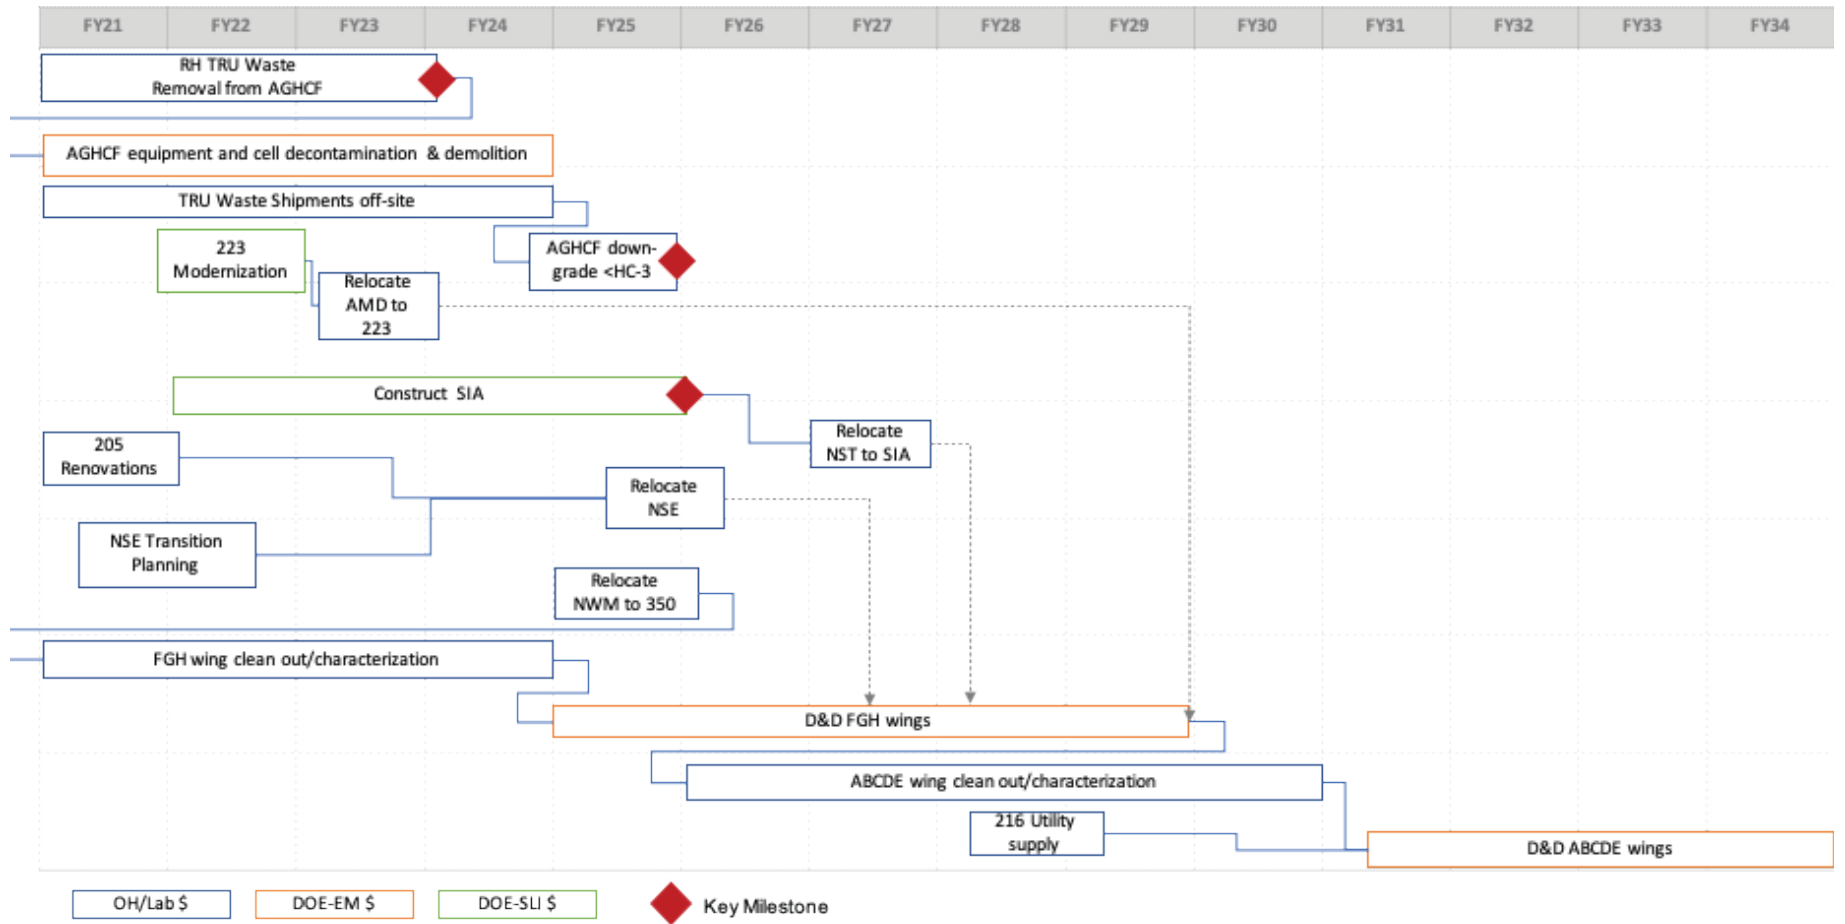 FY21 FY22 FY23 FY24 FY25 FY26 FY27 FY28 FY29 FY30 FY31 FY32 FY33 FY34
RH TRU Waste
Removal from AGHCF
AGHCF equipment and cell decontamination & demolition
TRU Waste Shipments off-site
223
Modernization
AGHCF down-
grade <HC-3
Relocate
AMD to
223
Construct SIA
Relocate
NST to SIA
205
Renovations
Relocate
NSE
NSE Transition
Planning
Relocate
NWM to 350
FGH wing clean out/characterization
D&D FGH wings
ABCDE wing clean out/characterization
216 Utility
supply
D&D ABCDE wings
OH/Lab $
DOE-EM $
DOE-SLI $
Key Milestone